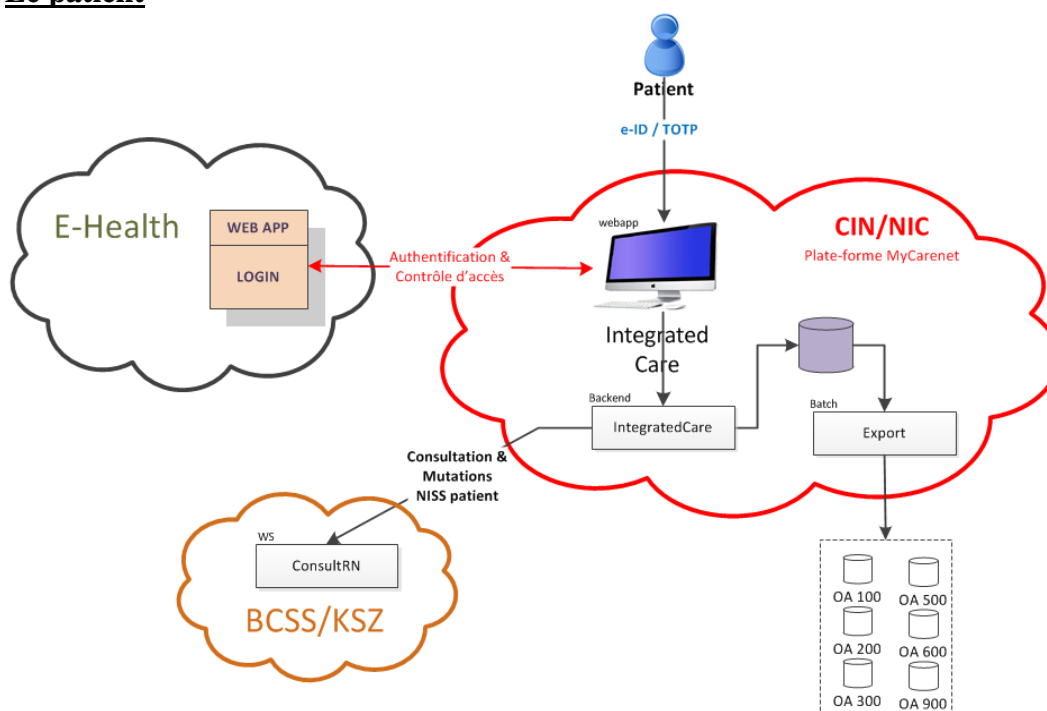 Le patient
Patient
e-ID / TOTP
E-Health
WEB APP
LOGIN
Authentification &
Contrôle d'accès
webapp
CIN/NIC
Plate-forme MyCarenet
Integrated
Care
Backend
IntegratedCare
Batch
Export
Consultation &
Mutations
NISS patient
WS
ConsultRN
BCSS/KSZ
OA 100
OA 500
OA 200
OA 600
OA 300
OA 900